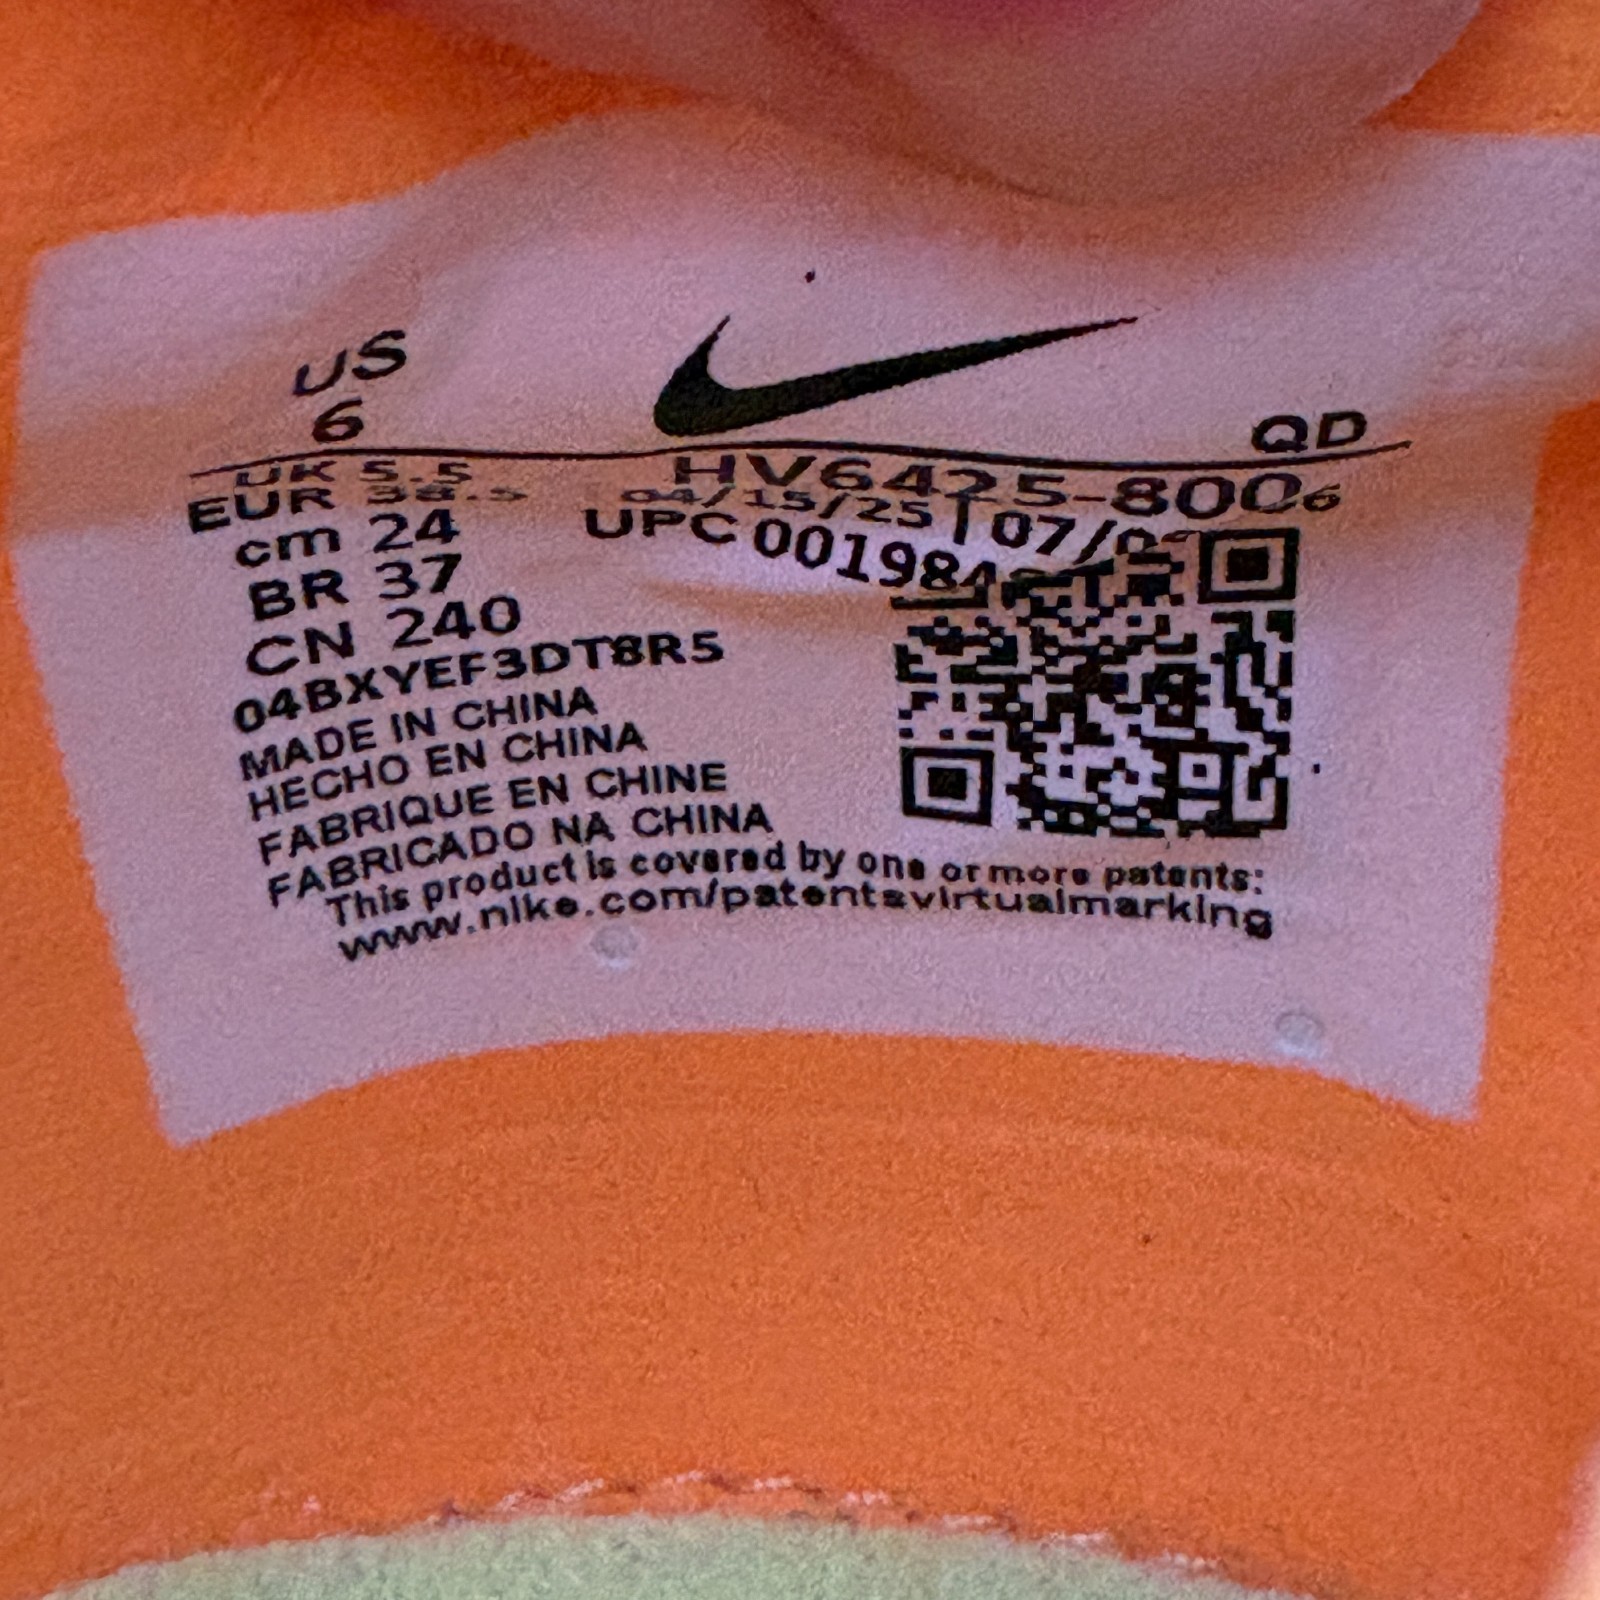 US
6
QD
UK 5.5
EUR 38.5
cm 24
BR 37
CN 240
HV6425-800
04/15/25 | 07/
UPC 00198
04BXYEF3DT8R5
MADE IN CHINA
HECHO EN CHINA
FABRIQUE EN CHINE
FABRICADO NA CHINA
This product is covered by one or more patents:
www.nike.com/patentsvirtualmarking